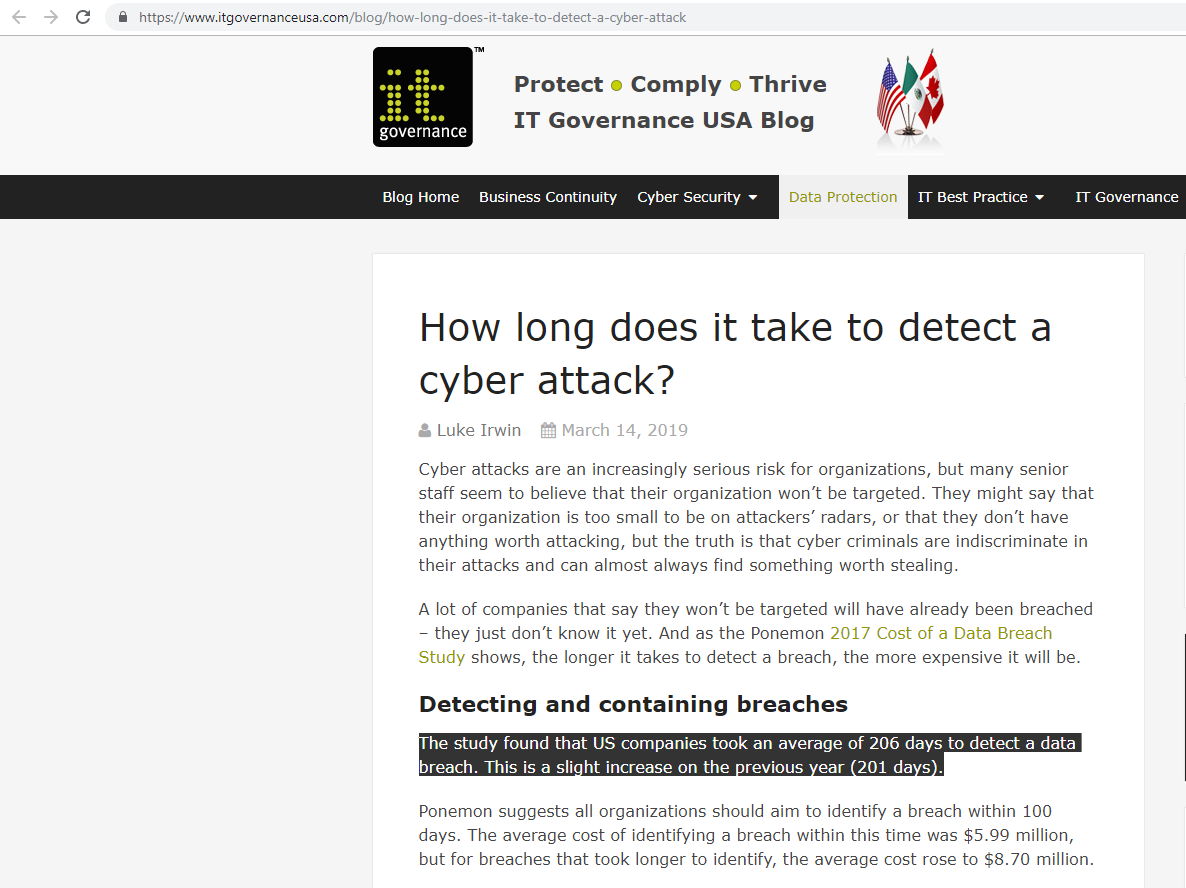 https://www.itgovernanceusa.com/blog/how-long-does-it-take-to-detect-a-cyber-attack
it
governance
TM
Protect ● Comply ● Thrive
IT Governance USA Blog
Blog Home Business Continuity Cyber Security Data Protection IT Best Practice IT Governance
How long does it take to detect a
cyber attack?
Luke Irwin March 14, 2019
Cyber attacks are an increasingly serious risk for organizations, but many senior
staff seem to believe that their organization won’t be targeted. They might say that
their organization is too small to be on attackers’ radars, or that they don’t have
anything worth attacking, but the truth is that cyber criminals are indiscriminate in
their attacks and can almost always find something worth stealing.
A lot of companies that say they won’t be targeted will have already been breached
– they just don’t know it yet. And as the Ponemon 2017 Cost of a Data Breach
Study shows, the longer it takes to detect a breach, the more expensive it will be.
Detecting and containing breaches
The study found that US companies took an average of 206 days to detect a data
breach. This is a slight increase on the previous year (201 days).
Ponemon suggests all organizations should aim to identify a breach within 100
days. The average cost of identifying a breach within this time was $5.99 million,
but for breaches that took longer to identify, the average cost rose to $8.70 million.